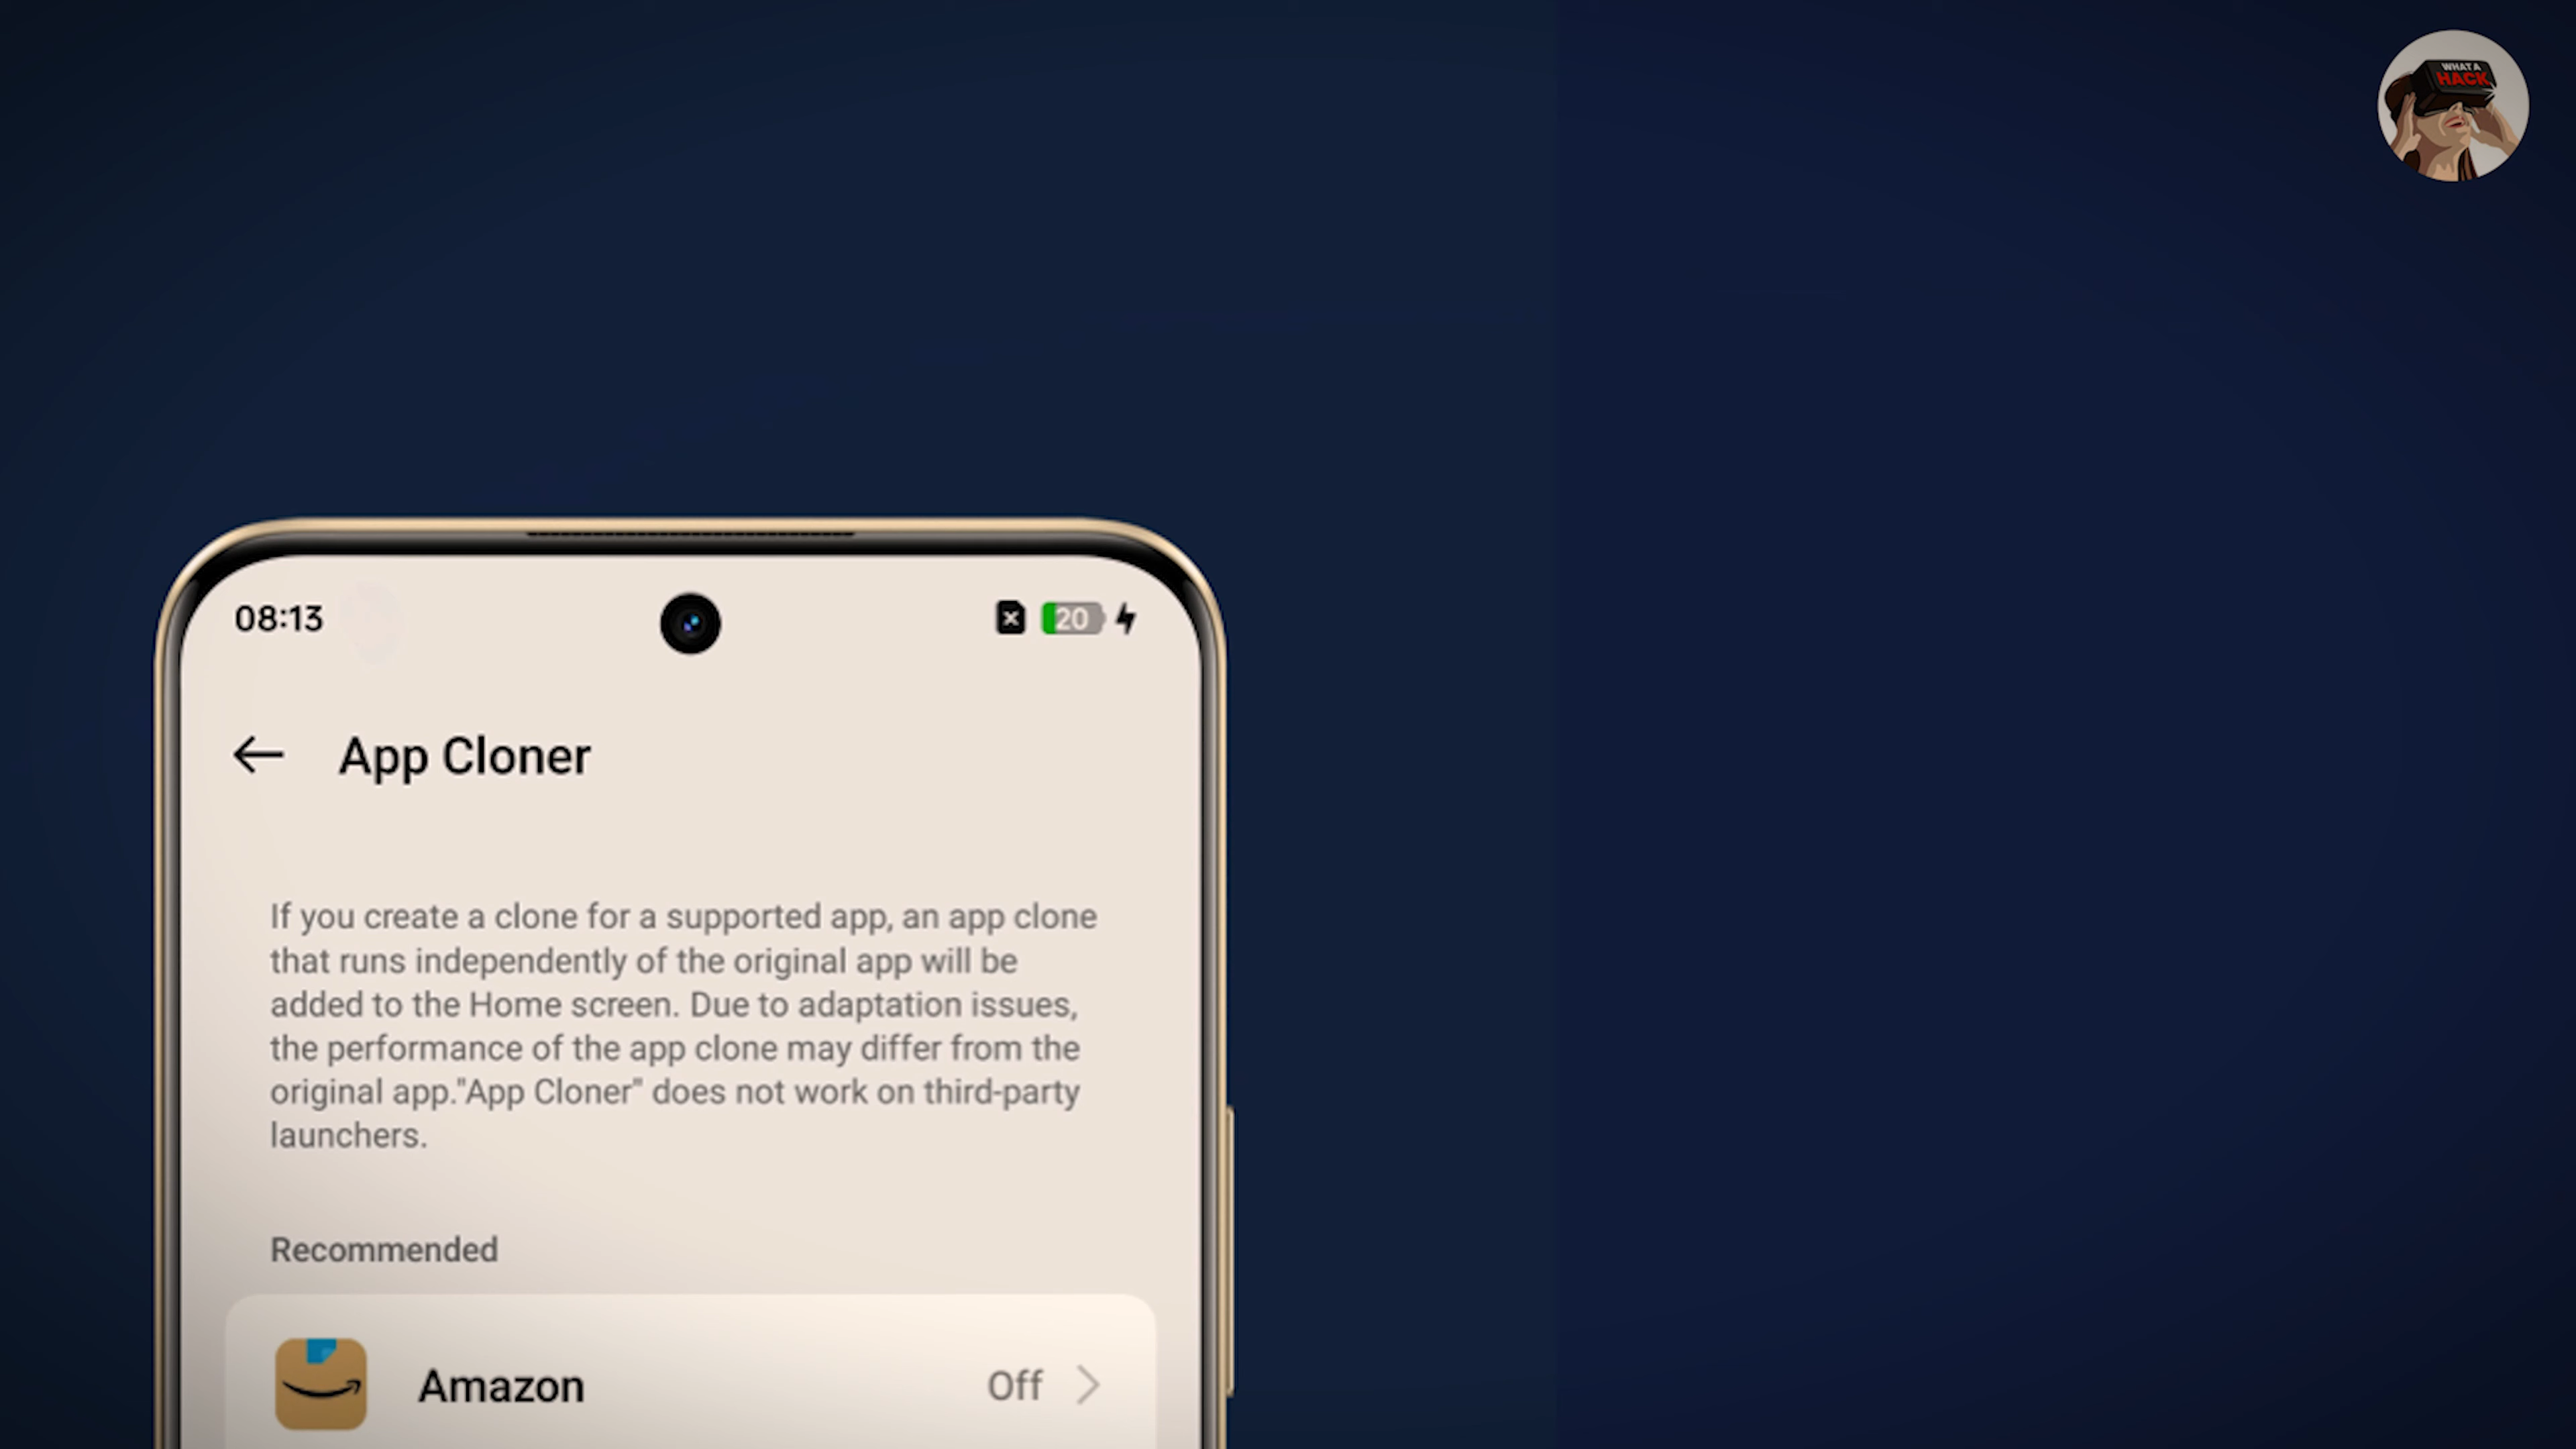 WHAT A
HACK
08:13
20
App Cloner
If you create a clone for a supported app, an app clone
that runs independently of the original app will be
added to the Home screen. Due to adaptation issues,
the performance of the app clone may differ from the
original app."App Cloner" does not work on third-party
launchers.
Recommended
Amazon
Off